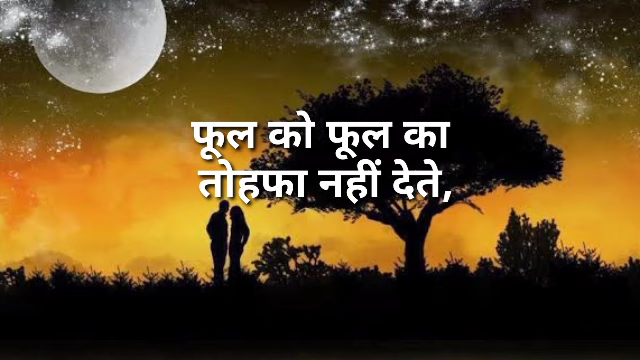 फूल को फूल का
तोहफा नहीं देते,